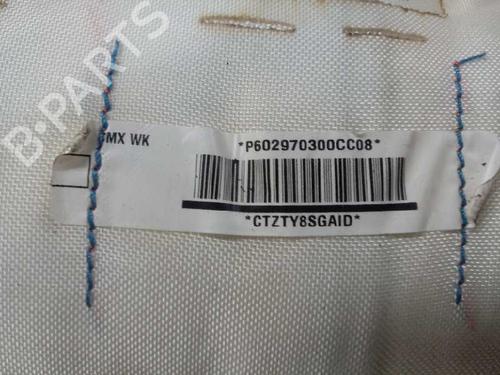 B-PARTS
*P602970300CC08*
MX WK
*CTZTY8SGAID*